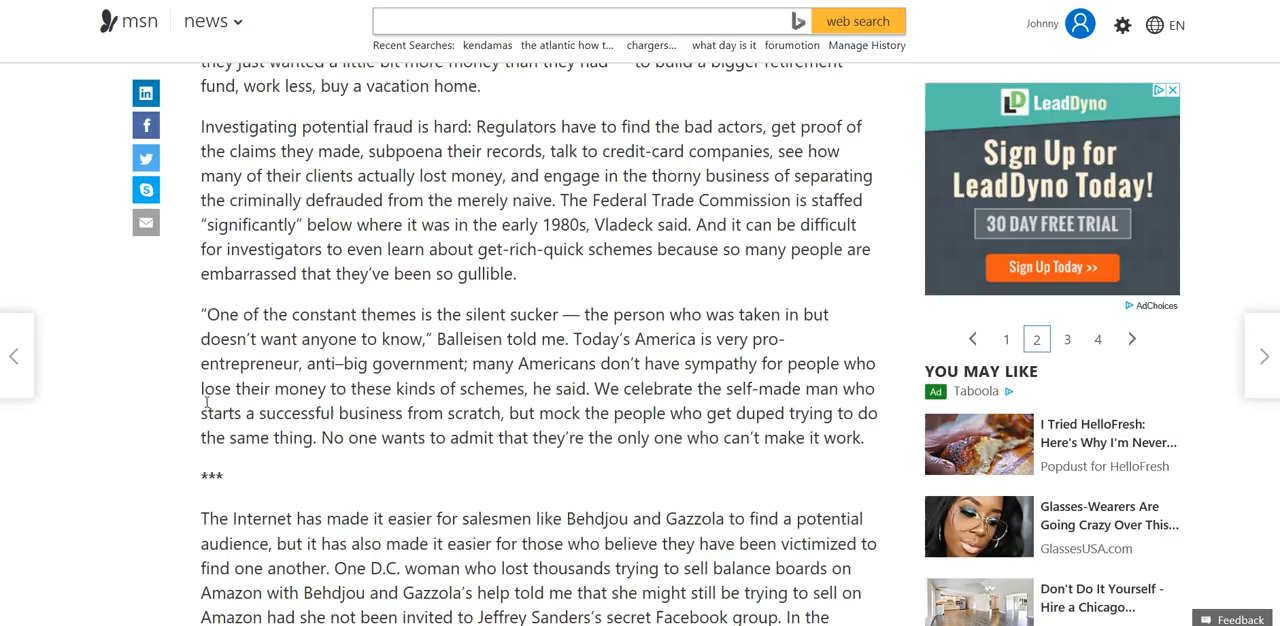 msn
news
web search
Johnny
EN
Recent Searches: kendamas the atlantic how t... chargers... what day is it forumotion Manage History
they just wanted a little bit more money than they had — to build a bigger retirement
fund, work less, buy a vacation home.
Investigating potential fraud is hard: Regulators have to find the bad actors, get proof of
the claims they made, subpoena their records, talk to credit-card companies, see how
many of their clients actually lost money, and engage in the thorny business of separating
the criminally defrauded from the merely naive. The Federal Trade Commission is staffed
“significantly” below where it was in the early 1980s, Vladeck said. And it can be difficult
for investigators to even learn about get-rich-quick schemes because so many people are
embarrassed that they’ve been so gullible.
“One of the constant themes is the silent sucker — the person who was taken in but
doesn’t want anyone to know,” Balleisen told me. Today’s America is very pro-
entrepreneur, anti–big government; many Americans don’t have sympathy for people who
lose their money to these kinds of schemes, he said. We celebrate the self-made man who
starts a successful business from scratch, but mock the people who get duped trying to do
the same thing. No one wants to admit that they’re the only one who can’t make it work.
***
The Internet has made it easier for salesmen like Behdjou and Gazzola to find a potential
audience, but it has also made it easier for those who believe they have been victimized to
find one another. One D.C. woman who lost thousands trying to sell balance boards on
Amazon with Behdjou and Gazzola’s help told me that she might still be trying to sell on
Amazon had she not been invited to Jeffrey Sanders’s secret Facebook group. In the
LeadDyno
Sign Up for
LeadDyno Today!
30 DAY FREE TRIAL
Sign Up Today >>
AdChoices
1 2 3 4
YOU MAY LIKE
Ad Taboola
I Tried HelloFresh:
Here's Why I'm Never...
Popdust for HelloFresh
Glasses-Wearers Are
Going Crazy Over This...
GlassesUSA.com
Don't Do It Yourself -
Hire a Chicago...
Feedback